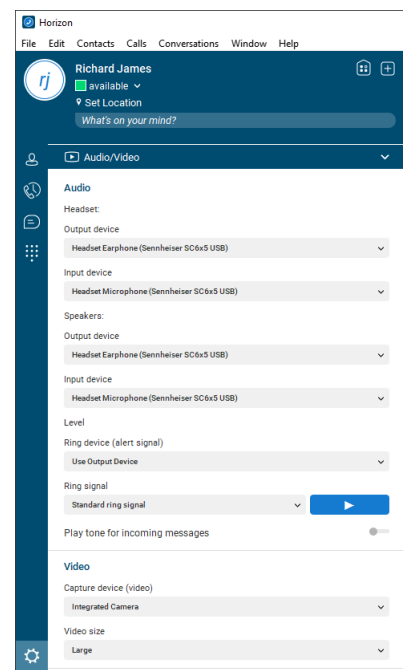 Horizon
File Edit Contacts Calls Conversations Window Help
rj
Richard James
available
Set Location
What's on your mind?
Audio/Video
Audio
Headset:
Output device
Headset Earphone (Sennheiser SC6x5 USB)
Input device
Headset Microphone (Sennheiser SC6x5 USB)
Speakers:
Output device
Headset Earphone (Sennheiser SC6x5 USB)
Input device
Headset Microphone (Sennheiser SC6x5 USB)
Level
Ring device (alert signal)
Use Output Device
Ring signal
Standard ring signal
Play tone for incoming messages
Video
Capture device (video)
Integrated Camera
Video size
Large